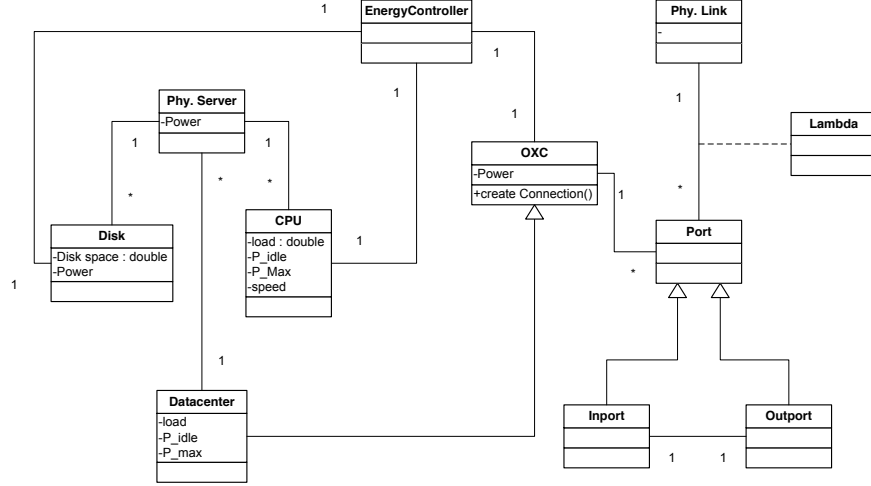 1
EnergyController
1
1
1
Phy. Link
-
1
*
Lambda
Phy. Server
-Power
1
1
*
*
*
OXC
-Power
+create Connection()
1
*
Disk
-Disk space : double
-Power
1
CPU
-load : double
-P_idle
-P_Max
-speed
1
Port
1
Datacenter
-load
-P_idle
-P_max
Inport
Outport
1
1